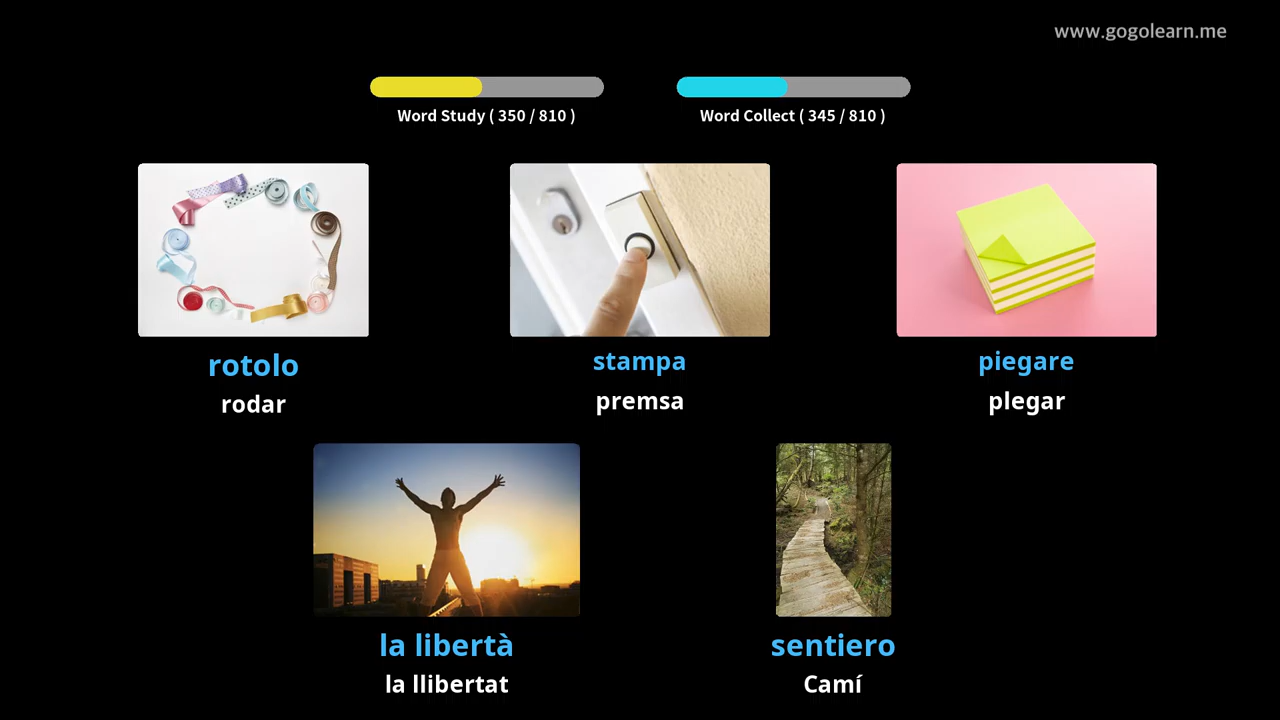 www.gogolearn.me
Word Study ( 350 / 810 )
Word Collect ( 345 / 810 )
rotolo
rodar
stampa
premsa
piegare
plegar
la libertà
la llibertat
sentiero
Camí